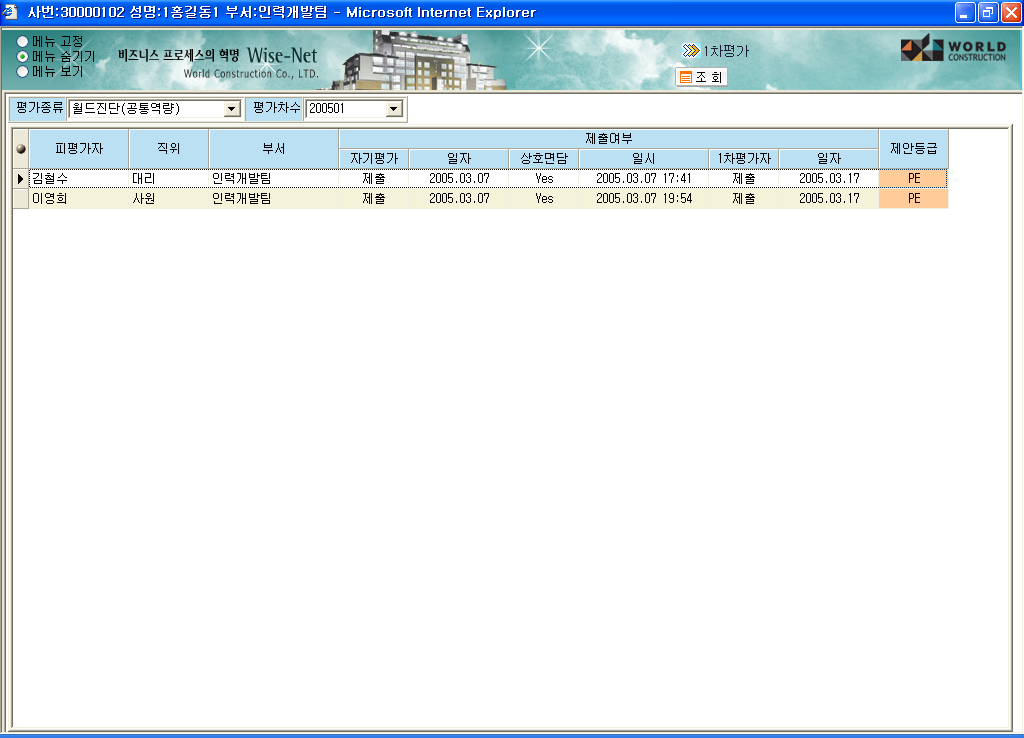 사번:30000102 성명:1홍길동1 부서:인력개발팀 - Microsoft Internet Explorer
메뉴 고정
메뉴 숨기기
메뉴 보기
비즈니스 프로세스의 혁명 Wise-Net
World Construction Co., LTD.
1차평가
조 회
WORLD
CONSTRUCTION
평가종류 월드진단(공통역량) 평가차수 200501
피평가자 직위 부서 제출여부 제안등급
자기평가 일자 상호면담 일시 1차평가자 일자
김철수 대리 인력개발팀 제출 2005.03.07 Yes 2005.03.07 17:41 제출 2005.03.17 PE
이영희 사원 인력개발팀 제출 2005.03.07 Yes 2005.03.07 19:54 제출 2005.03.17 PE